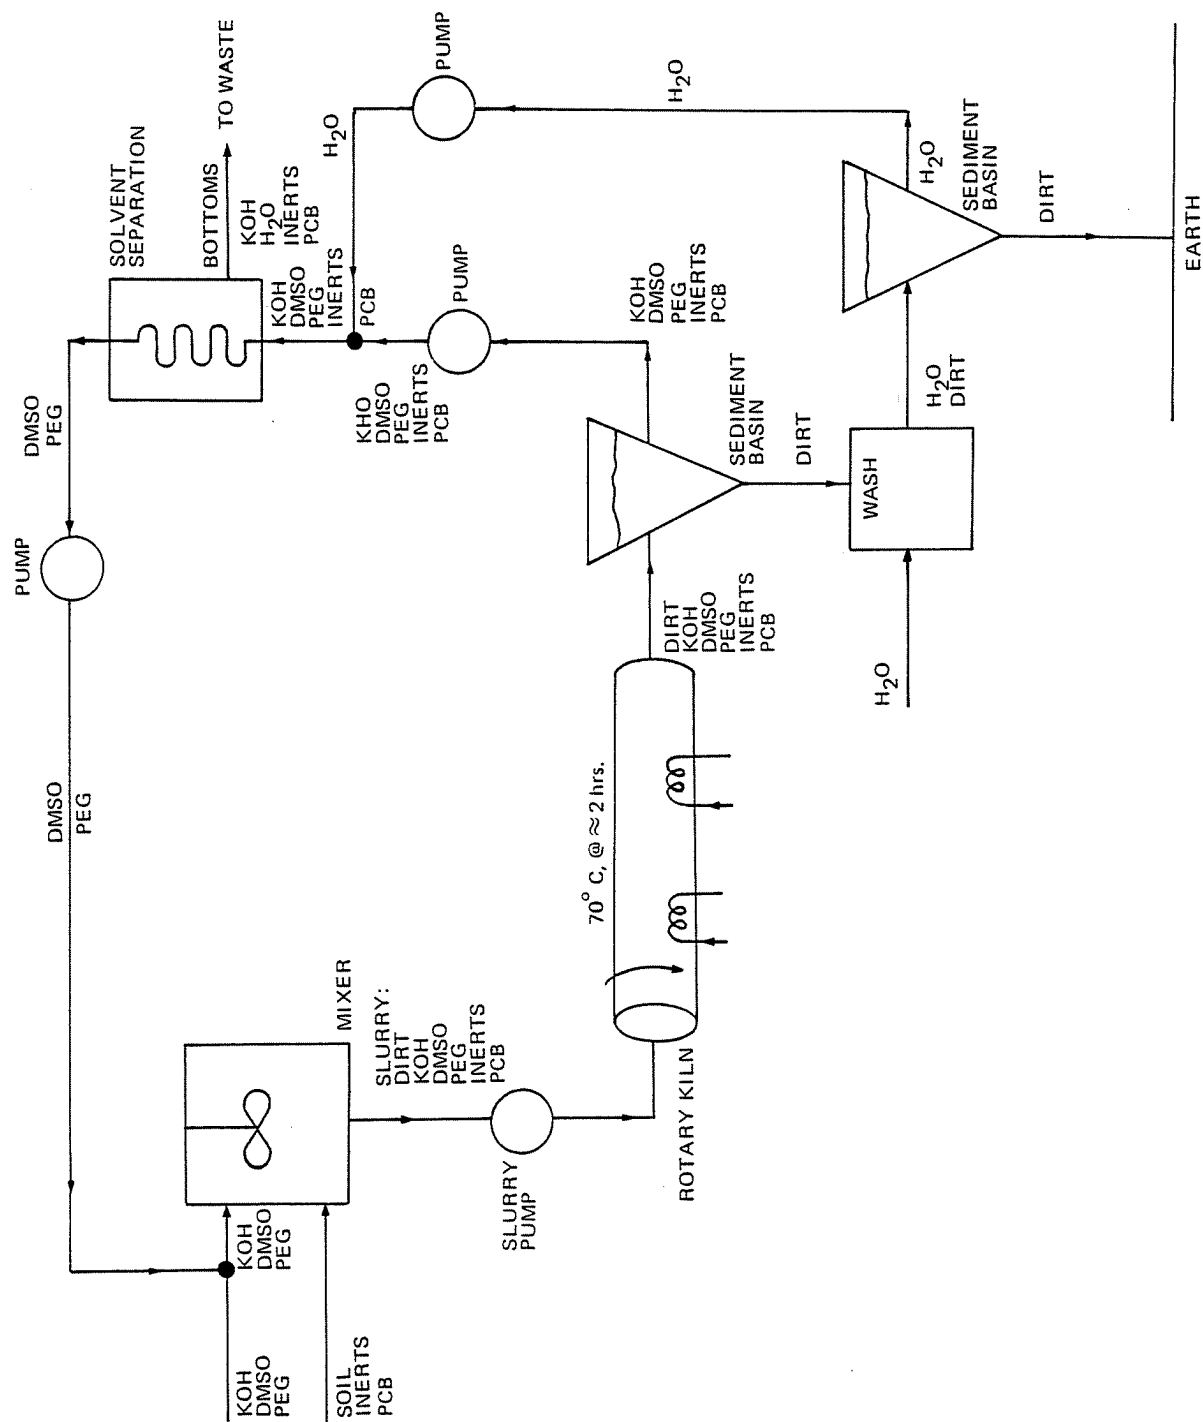 PUMP
DMSO
PEG
DMSO
PEG
SOLVENT
SEPARATION
BOTTOMS
TO WASTE
KOH
H₂O
INERTS
PCB
KOH
DMSO
PEG
KOH
DMSO
PEG
KOH
DMSO
PEG
INERTS
PCB
H₂O
SOIL
INERTS
PCB
MIXER
SLURRY:
DIRT
KOH
DMSO
PEG
INERTS
PCB
KHO
DMSO
PEG
INERTS
PCB
PUMP
PUMP
SLURRY
PUMP
70° C, @ ≈ 2 hrs.
KOH
DMSO
PEG
INERTS
PCB
H₂O
ROTARY KILN
DIRT
KOH
DMSO
PEG
INERTS
PCB
SEDIMENT
BASIN
DIRT
WASH
H₂O
H₂O
DIRT
H₂O
SEDIMENT
BASIN
DIRT
EARTH